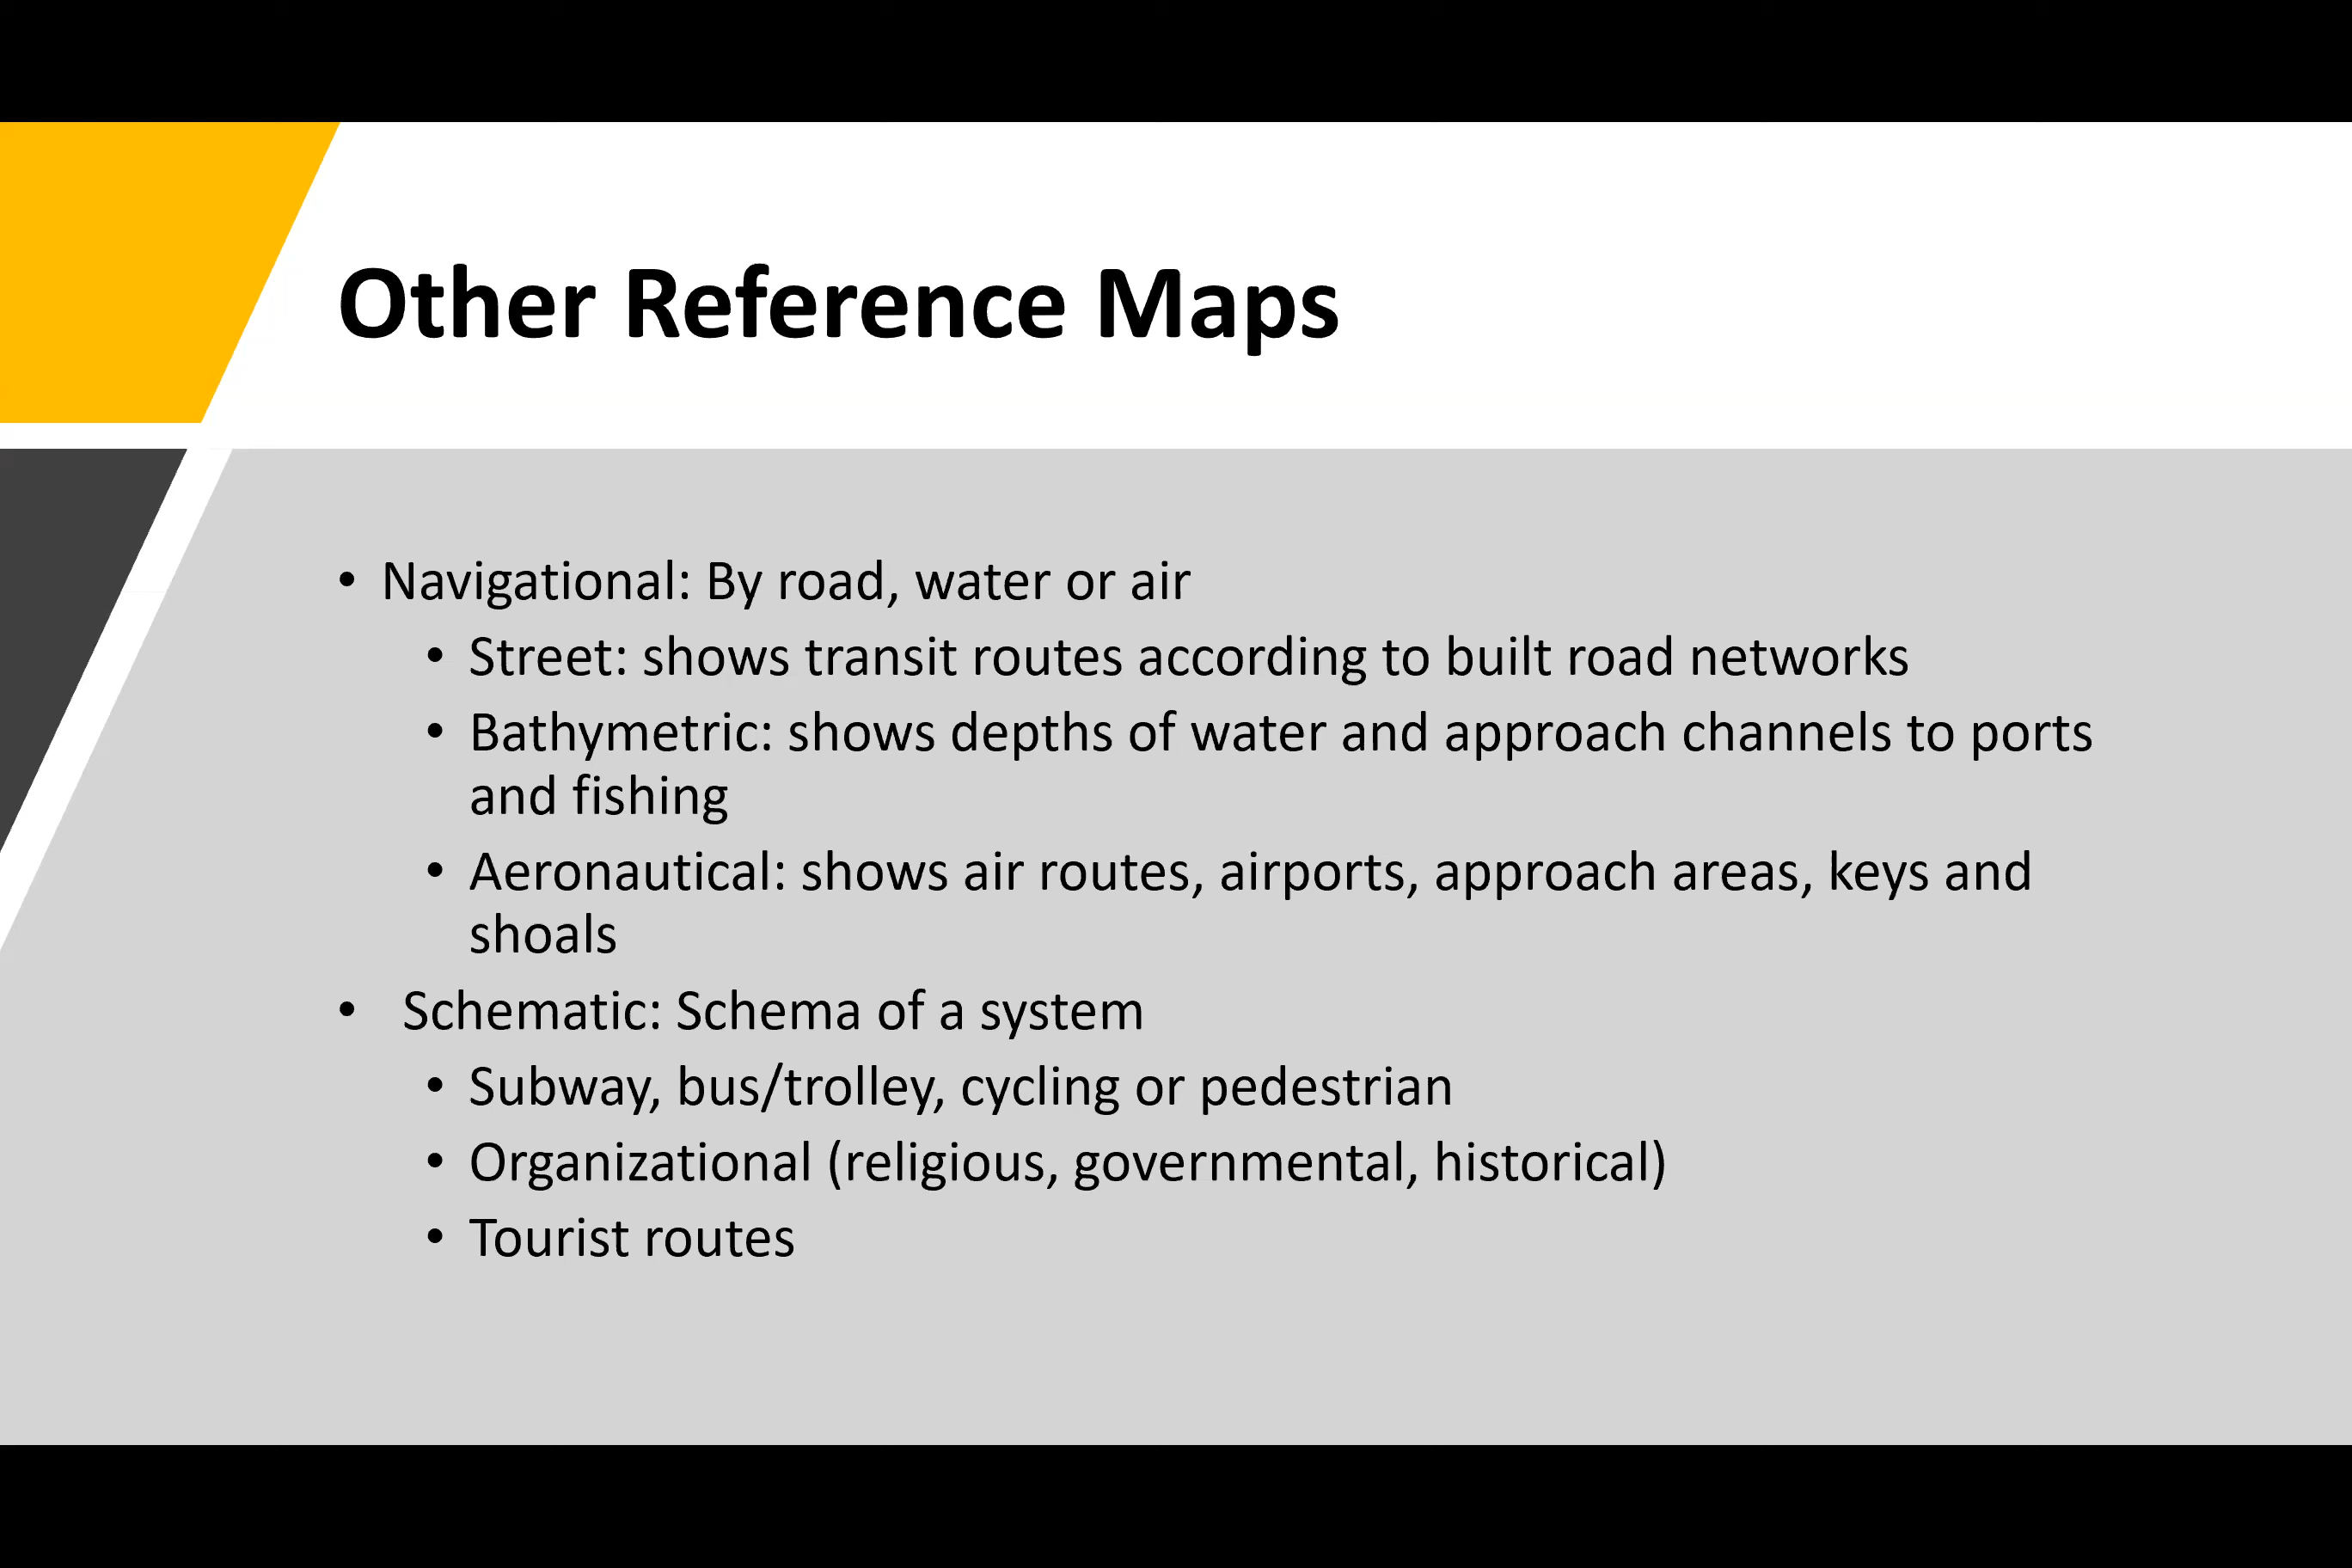 Other Reference Maps
• Navigational: By road, water or air
• Street: shows transit routes according to built road networks
• Bathymetric: shows depths of water and approach channels to ports
and fishing
• Aeronautical: shows air routes, airports, approach areas, keys and
shoals
• Schematic: Schema of a system
• Subway, bus/trolley, cycling or pedestrian
• Organizational (religious, governmental, historical)
• Tourist routes